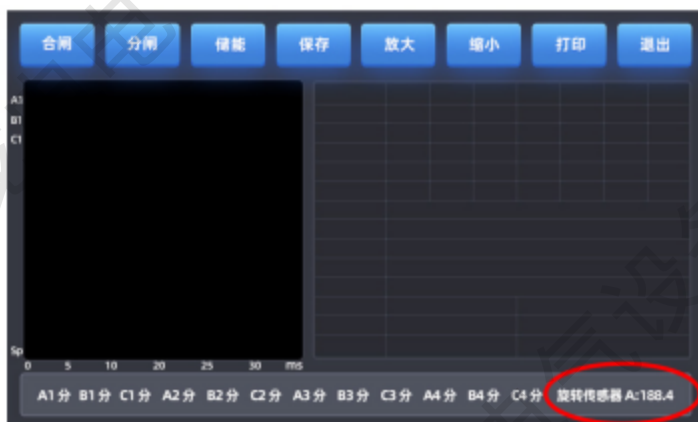 合闸 分闸 储能 保存 放大 缩小 打印 退出
A1
B1
C1
Sp
0 5 10 20 25 30 ms
A1分 B1分 C1分 A2分 B2分 C2分 A3分 B3分 C3分 A4分 B4分 C4分 旋转传感器 A:188.4